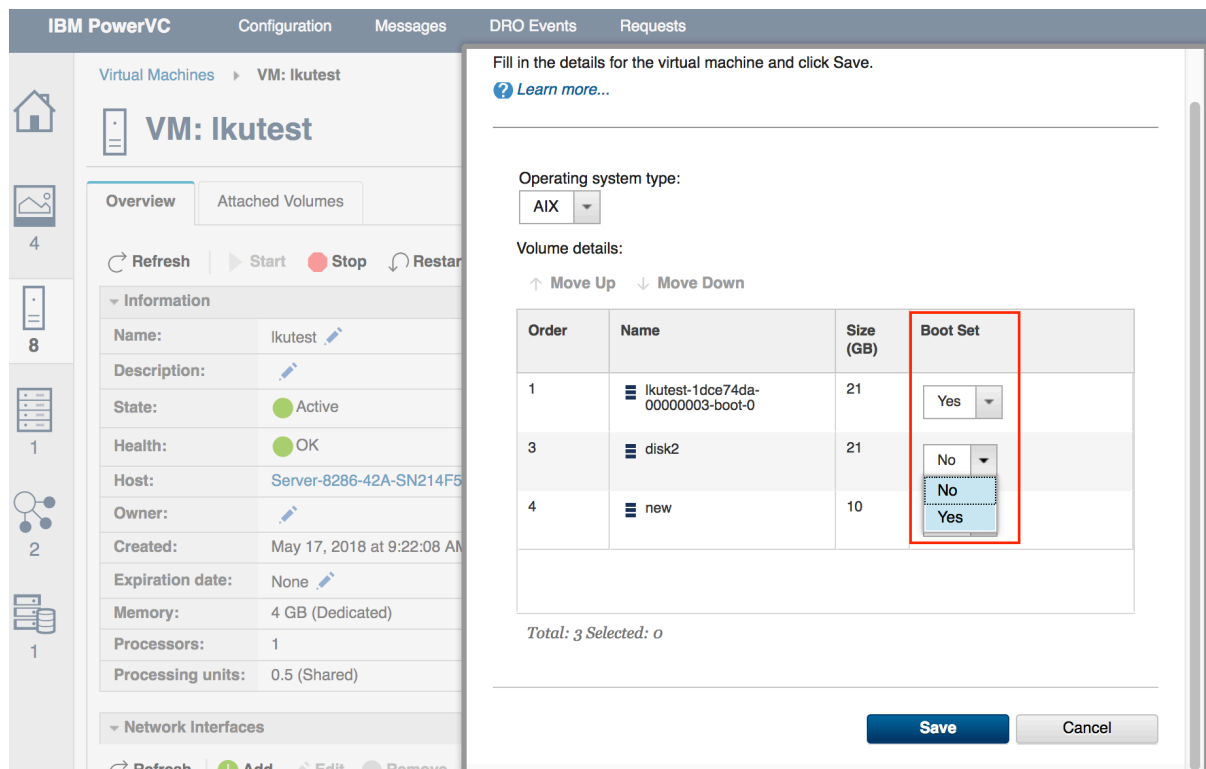 IBM PowerVC Configuration Messages DRO Events Requests
Virtual Machines VM: lkutest
VM: lkutest
Overview Attached Volumes
Refresh Start Stop Restar
Information
Name: lkutest
Description:
State: Active
Health: OK
Host: Server-8286-42A-SN214F5
Owner:
Created: May 17, 2018 at 9:22:08 AM
Expiration date: None
Memory: 4 GB (Dedicated)
Processors: 1
Processing units: 0.5 (Shared)
Network Interfaces
Refresh Add Edit Remove
4
8
1
2
1
Fill in the details for the virtual machine and click Save.
? Learn more...
Operating system type:
AIX
Volume details:
Move Up Move Down
Order Name Size (GB) Boot Set
1 lkutest-1dce74da-00000003-boot-0 21 Yes
3 disk2 21 No
No
Yes
4 new 10
Total: 3 Selected: 0
Save Cancel